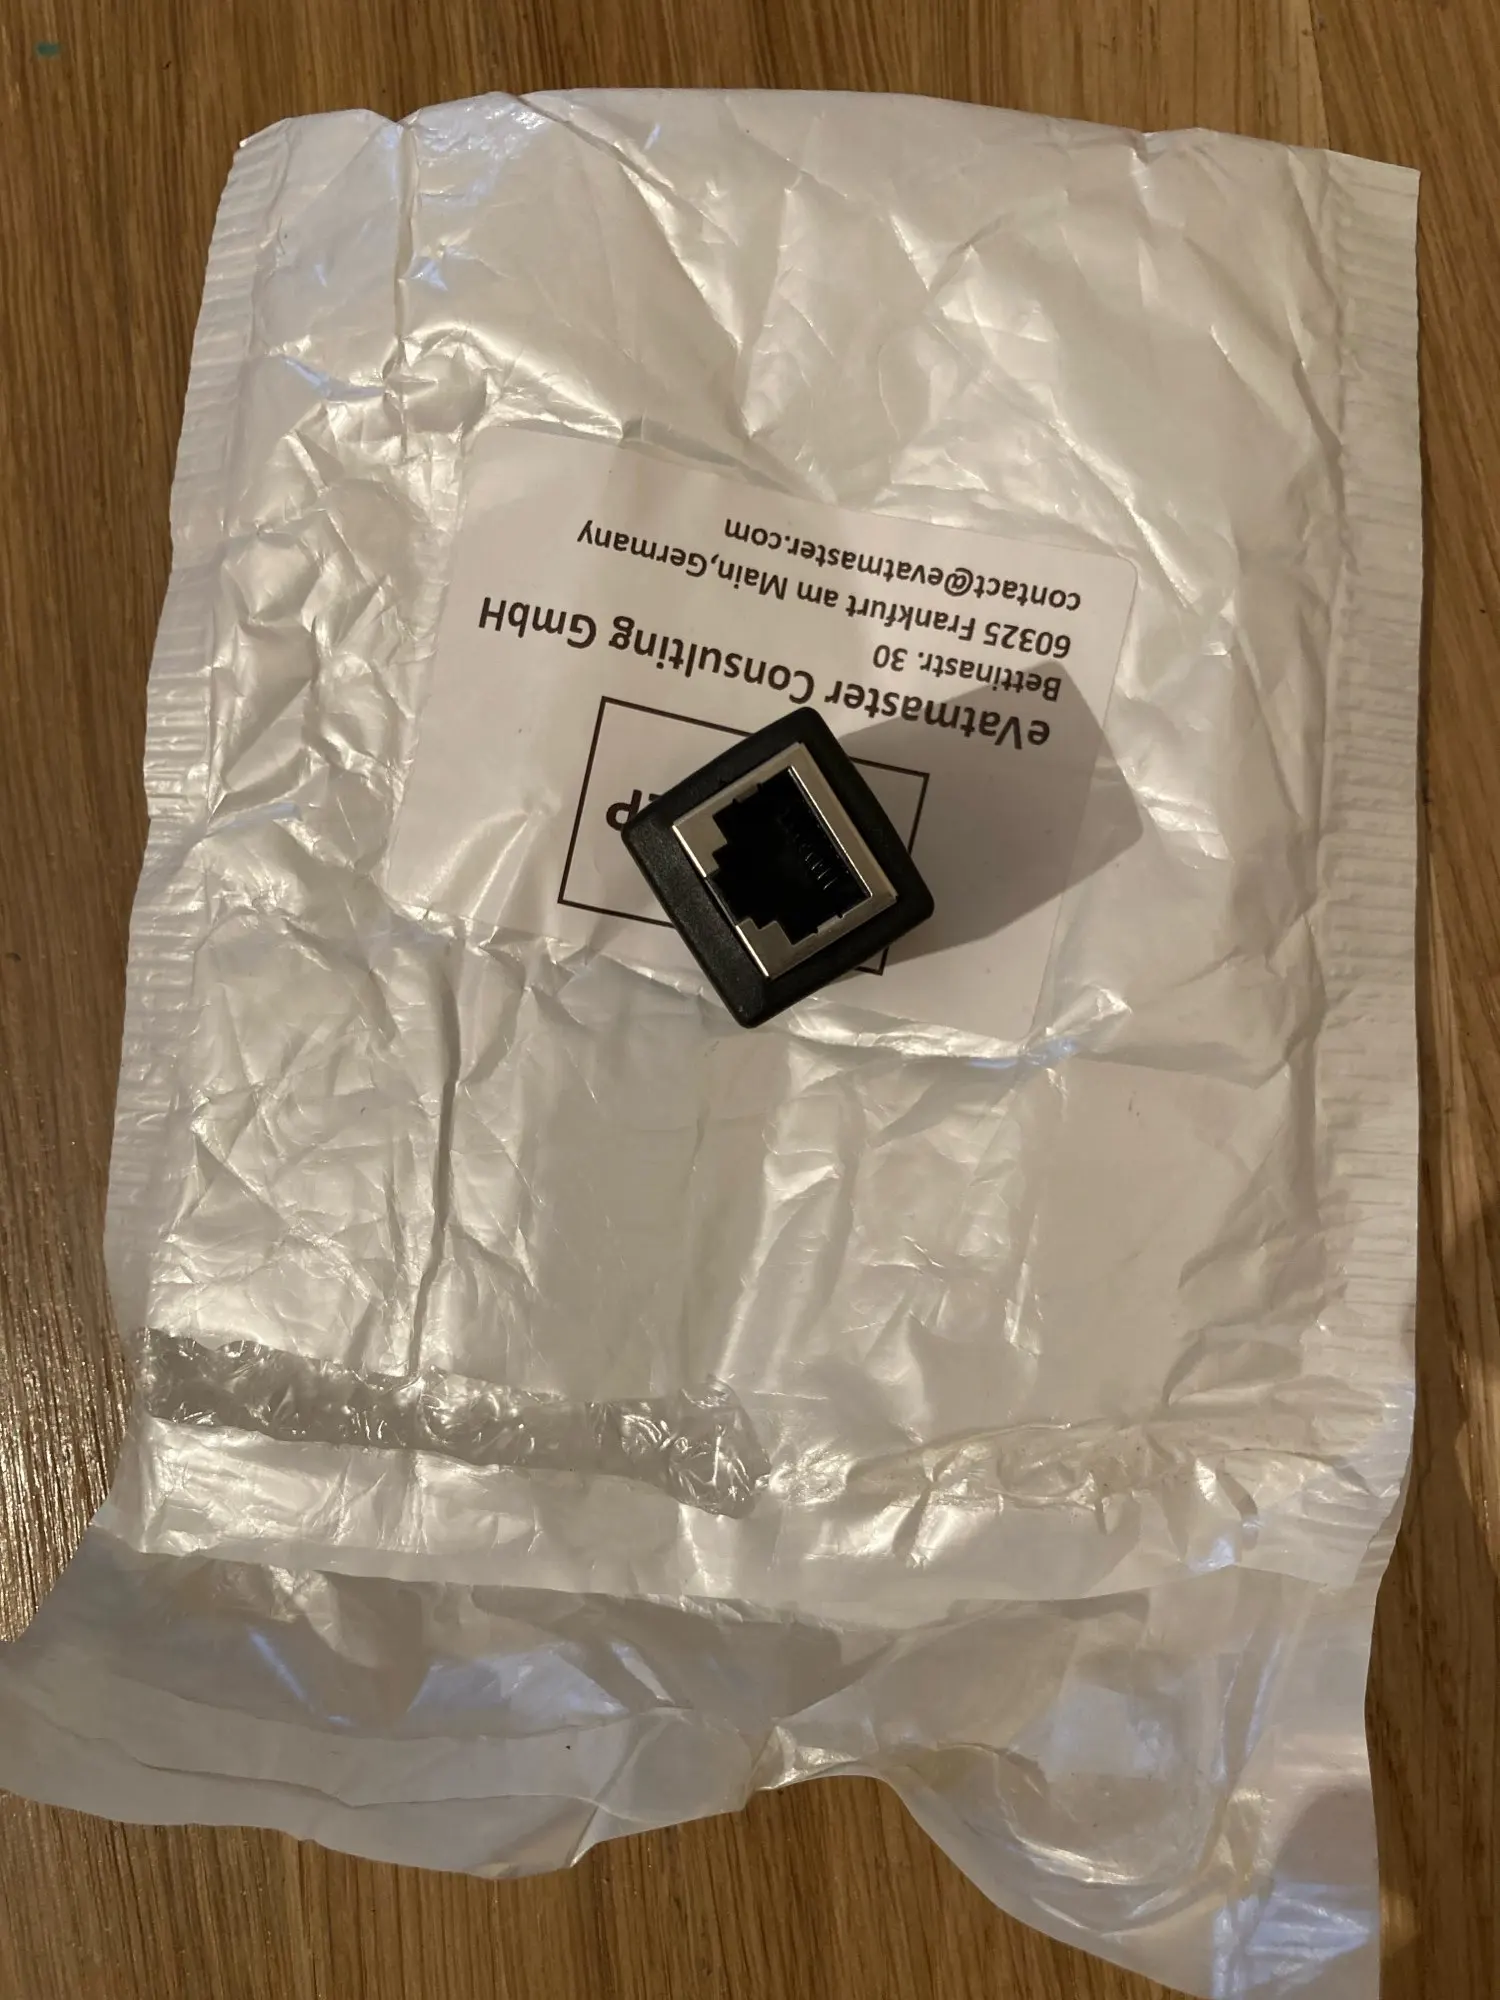 eVatmaster Consulting GmbH
Bettinastr. 30
60325 Frankfurt am Main,Germany
contact@evatmaster.com